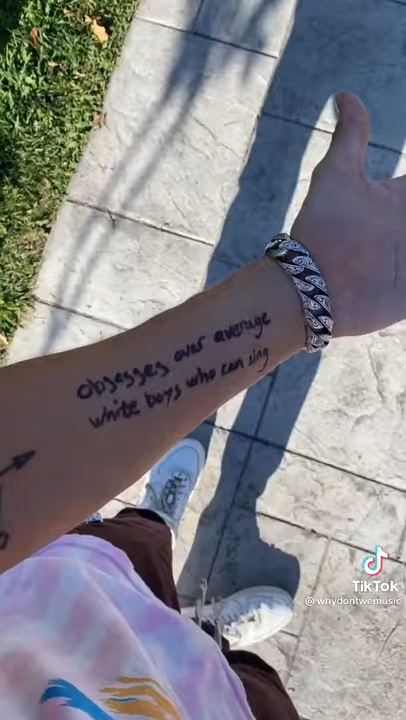 obsesses over average
white boys who can sing
TikTok
@whydontwemusic